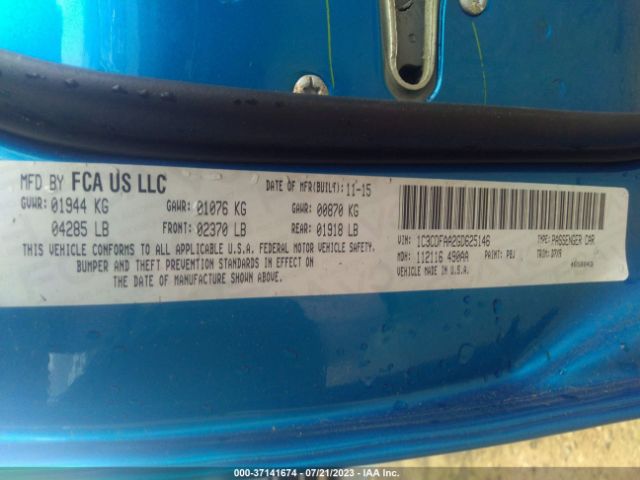 MFD BY FCA US LLC
DATE OF MFR(BUILT): 11-15
GVWR: 01944 KG
GAWR: 01076 KG
00870 KG
04285 LB
FRONT: 02370 LB
REAR: 01918 LB
THIS VEHICLE CONFORMS TO ALL APPLICABLE U.S.A. FEDERAL MOTOR VEHICLE SAFETY,
BUMPER AND THEFT PREVENTION STANDARDS IN EFFECT ON
THE DATE OF MANUFACTURE SHOWN ABOVE.
VIN: 1C3CDFAA2GD625146
TYPE: PASSENGER CAR
MDH: 112116 490AA
PAINT: PBJ
TRIM:
VEHICLE MADE IN U.S.A.
000-37141674 / 07/21/2023 / IAA Inc.